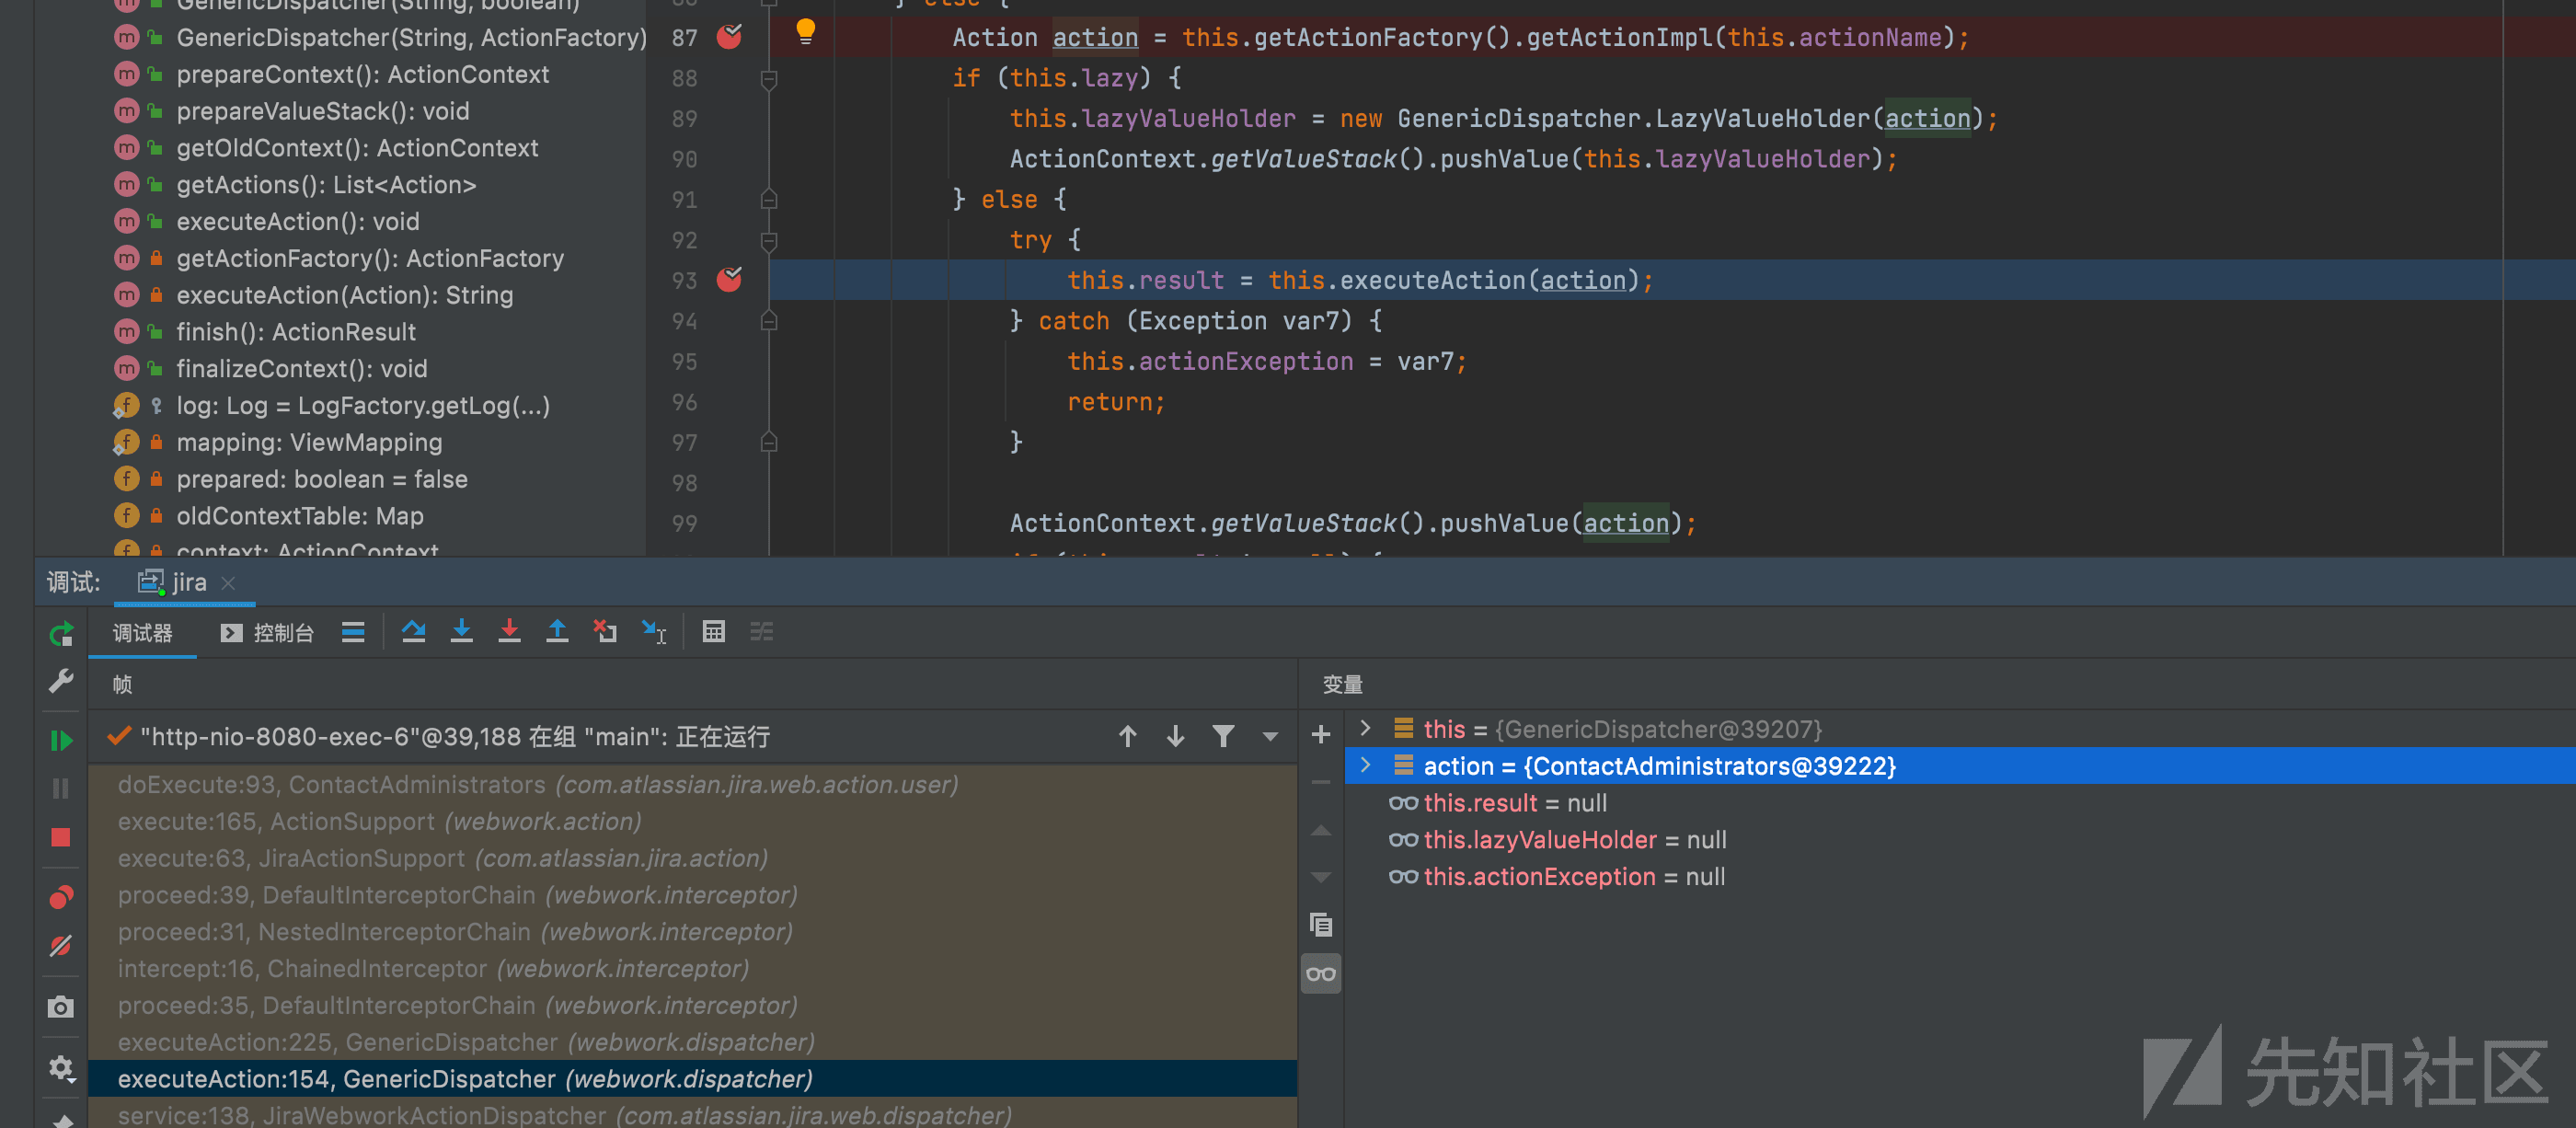 GenericDispatcher(String, boolean)
GenericDispatcher(String, ActionFactory)
prepareContext(): ActionContext
prepareValueStack(): void
getOldContext(): ActionContext
getActions(): List<Action>
executeAction(): void
getActionFactory(): ActionFactory
executeAction(Action): String
finish(): ActionResult
finalizeContext(): void
log: Log = LogFactory.getLog(...)
mapping: ViewMapping
prepared: boolean = false
oldContextTable: Map
context: ActionContext
86 } else {
87 Action action = this.getActionFactory().getActionImpl(this.actionName);
88 if (this.lazy) {
89 this.lazyValueHolder = new GenericDispatcher.LazyValueHolder(action);
90 ActionContext.getValueStack().pushValue(this.lazyValueHolder);
91 } else {
92 try {
93 this.result = this.executeAction(action);
94 } catch (Exception var7) {
95 this.actionException = var7;
96 return;
97 }
98
99 ActionContext.getValueStack().pushValue(action);
调试: jira
调试器 控制台
帧
"http-nio-8080-exec-6"@39,188 在组 "main": 正在运行
doExecute:93, ContactAdministrators (com.atlassian.jira.web.action.user)
execute:165, ActionSupport (webwork.action)
execute:63, JiraActionSupport (com.atlassian.jira.action)
proceed:39, DefaultInterceptorChain (webwork.interceptor)
proceed:31, NestedInterceptorChain (webwork.interceptor)
intercept:16, ChainedInterceptor (webwork.interceptor)
proceed:35, DefaultInterceptorChain (webwork.interceptor)
executeAction:225, GenericDispatcher (webwork.dispatcher)
executeAction:154, GenericDispatcher (webwork.dispatcher)
service:138, JiraWebworkActionDispatcher (com.atlassian.jira.web.dispatcher)
变量
this = {GenericDispatcher@39207}
action = {ContactAdministrators@39222}
this.result = null
this.lazyValueHolder = null
this.actionException = null
先知社区